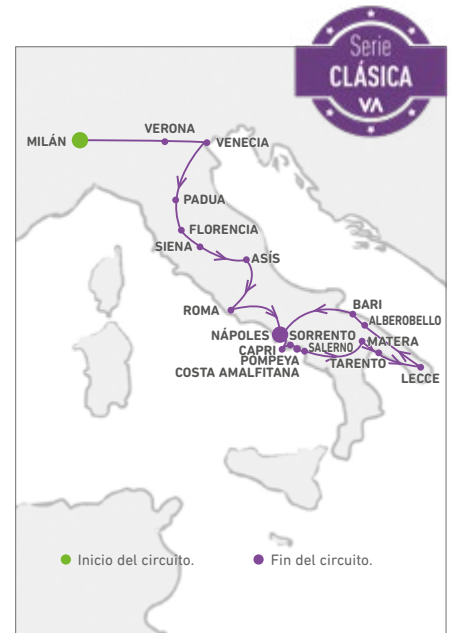 Serie
CLÁSICA
VA
MILÁN
VERONA
VENECIA
PADUA
FLORENCIA
SIENA
ASÍS
ROMA
BARI
ALBEROBELLO
NÁPOLES
SORRENTO
MATERA
CAPRI
SALERNO
POMPEYA
TARENTO
COSTA AMALFITANA
LECCE
Inicio del circuito.
Fin del circuito.